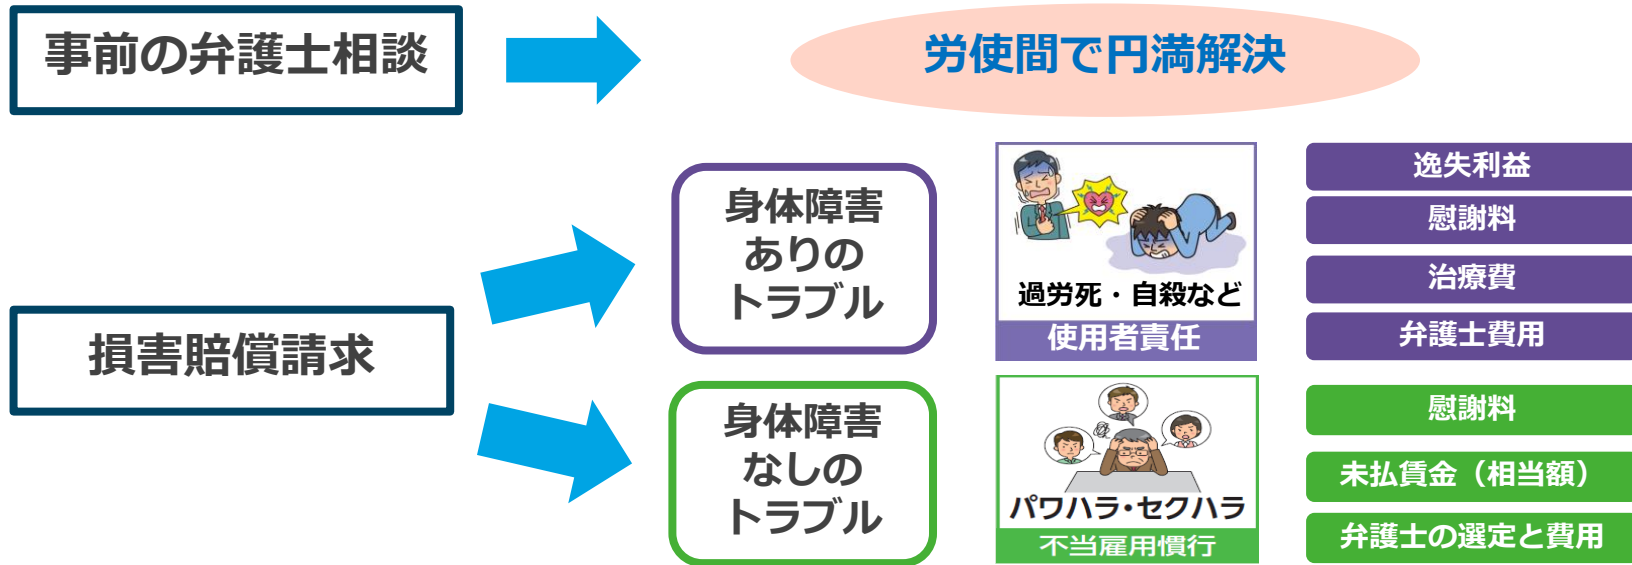 事前の弁護士相談
労使間で円満解決
損害賠償請求
身体障害
ありの
トラブル
過労死・自殺など
使用者責任
逸失利益
慰謝料
治療費
弁護士費用
身体障害
なしの
トラブル
パワハラ・セクハラ
不当雇用慣行
慰謝料
未払賃金（相当額）
弁護士の選定と費用